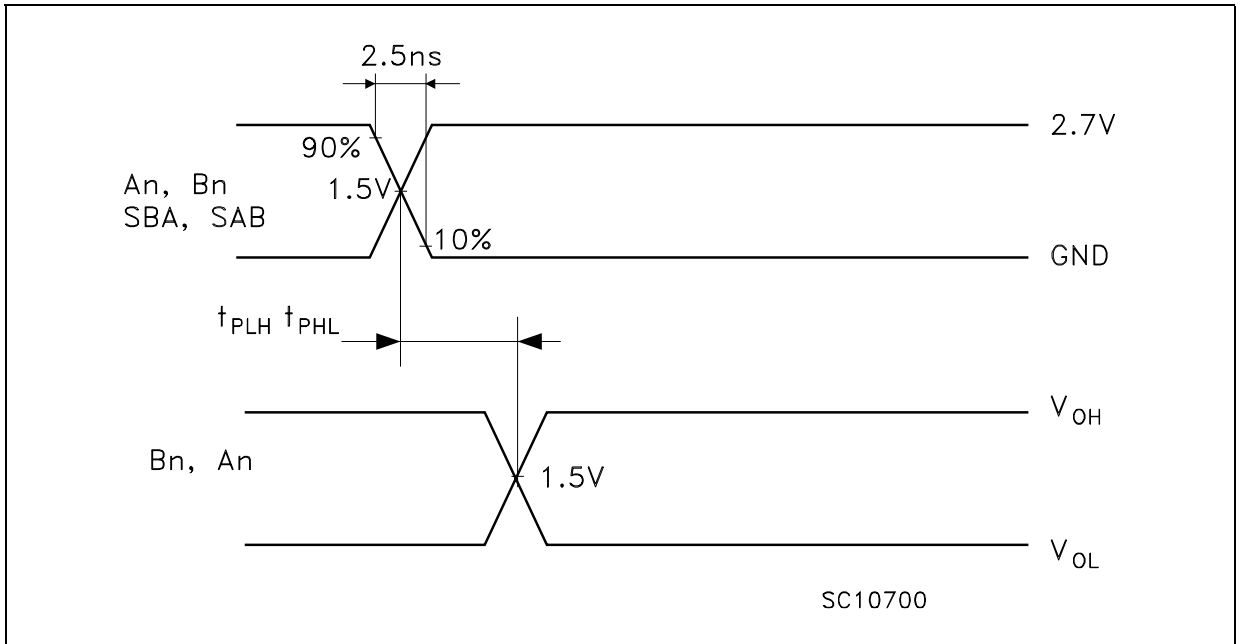 2.5ns
2.7V
90%
An, Bn
1.5V
SBA, SAB
10%
GND
tPLH tPHL
VOH
Bn, An
1.5V
VOL
SC10700